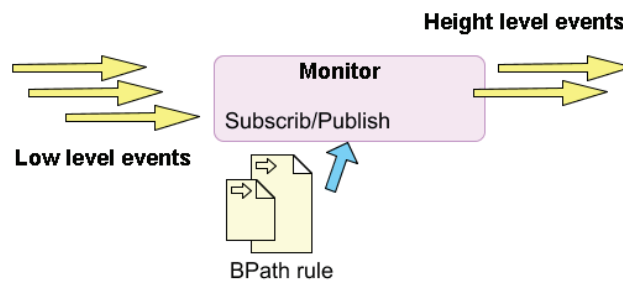 Height level events
Monitor
Subscrib/Publish
Low level events
BPath rule